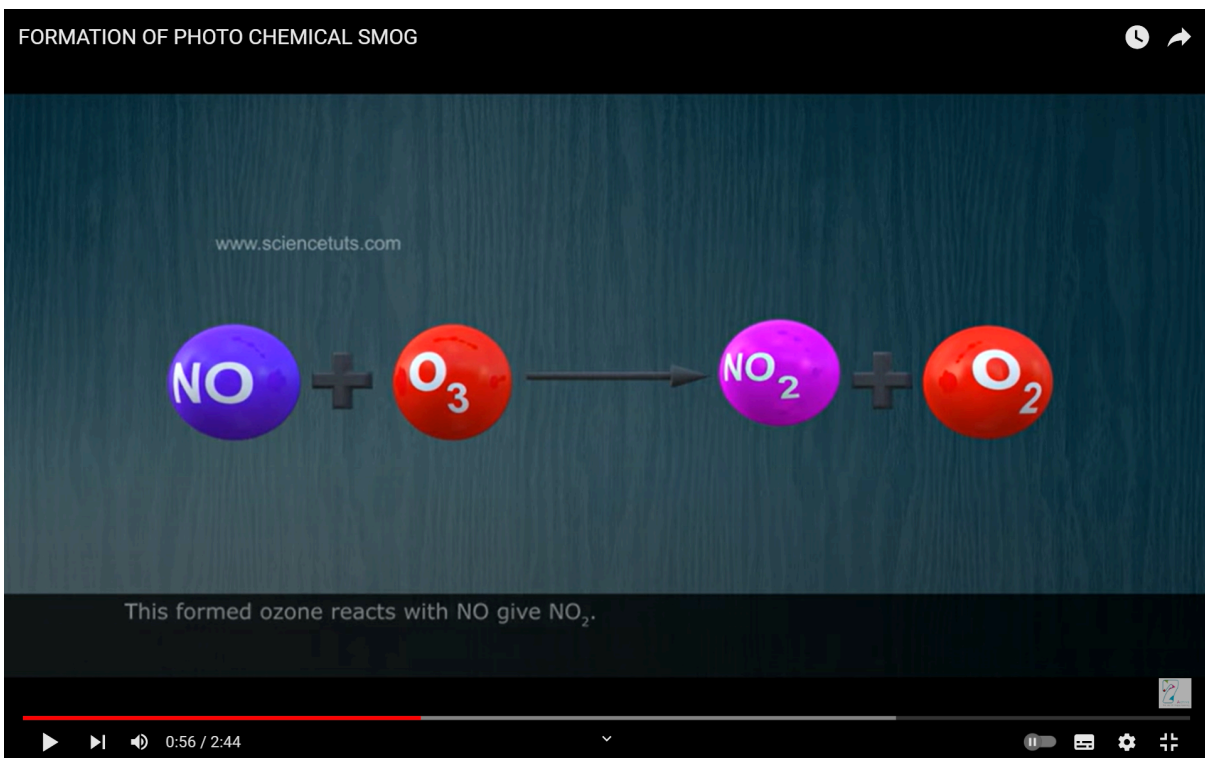 FORMATION OF PHOTO CHEMICAL SMOG
www.sciencetuts.com
NO + O₃ → NO₂ + O₂
This formed ozone reacts with NO give NO₂.
0:56 / 2:44